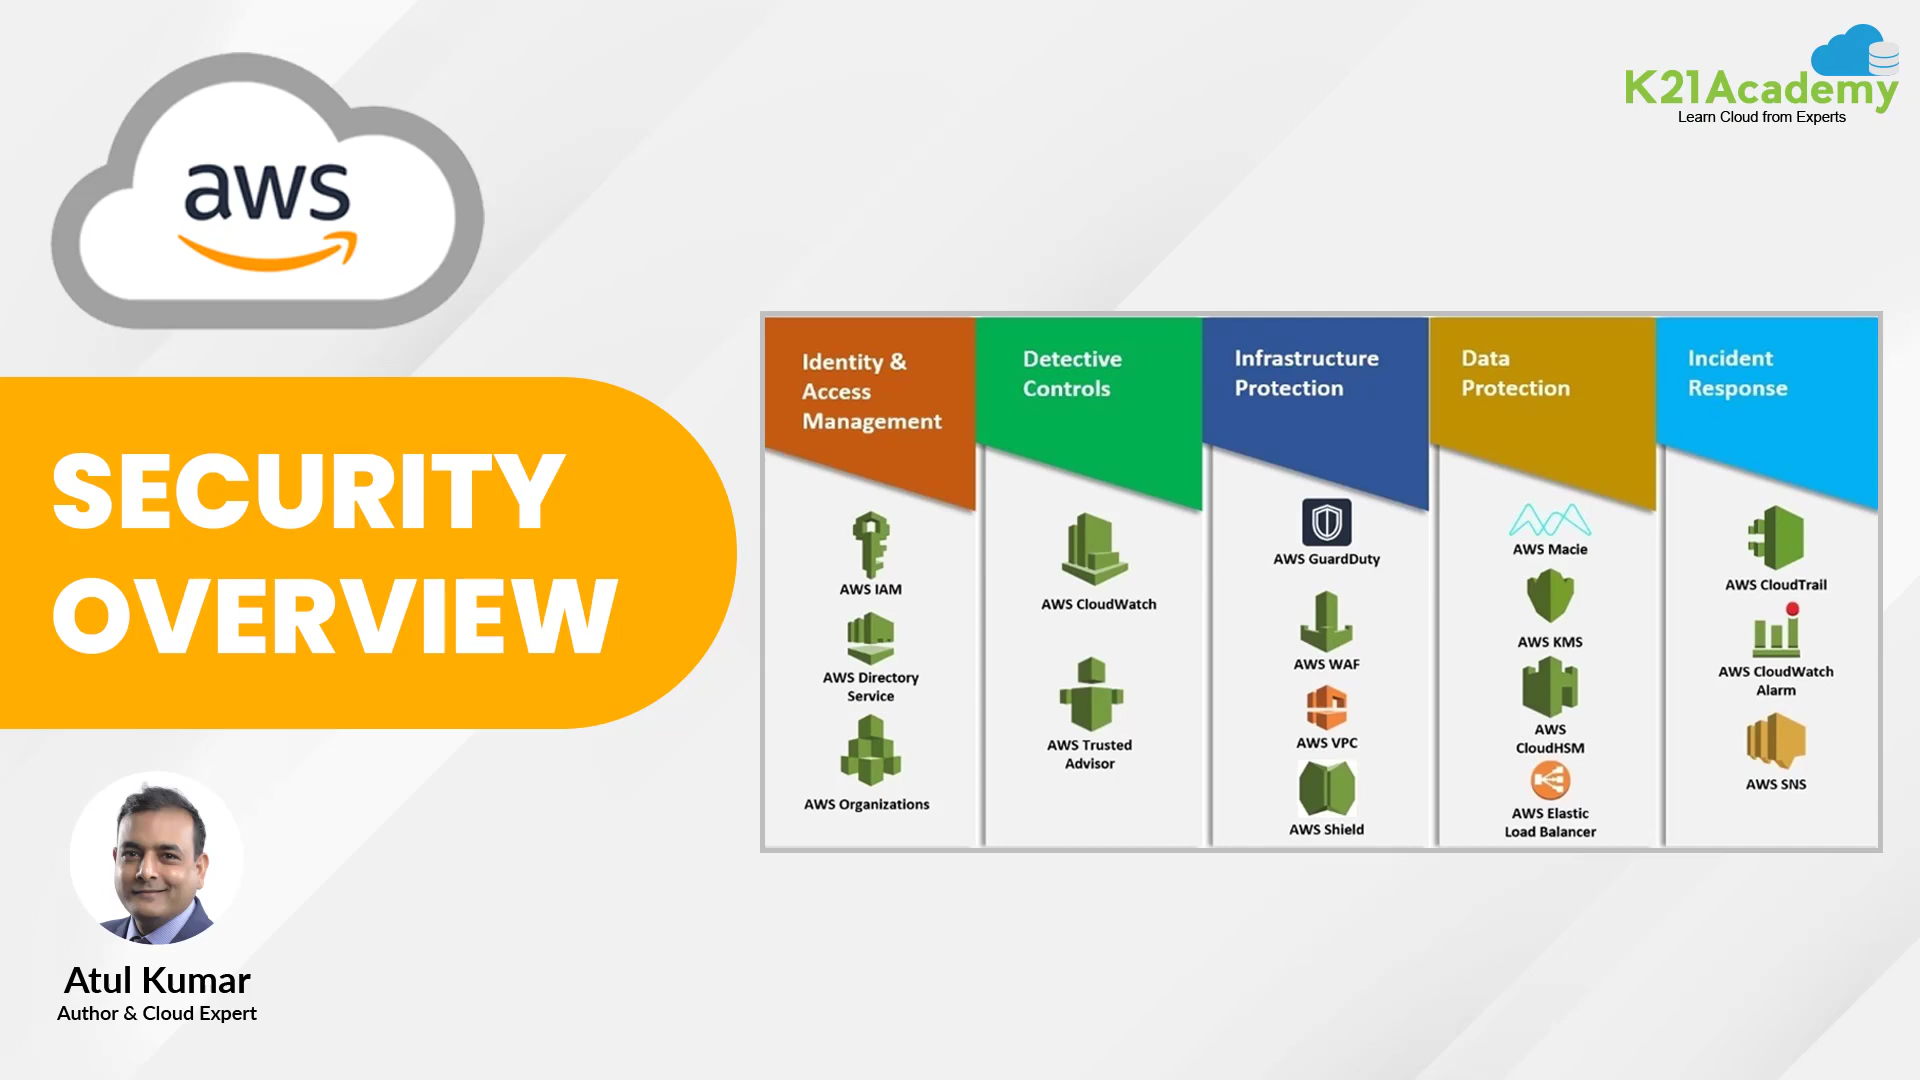 aws
K21Academy
Learn Cloud from Experts
SECURITY
OVERVIEW
Identity &
Access
Management
AWS IAM
AWS Directory
Service
AWS Organizations
Detective
Controls
AWS CloudWatch
AWS Trusted
Advisor
Infrastructure
Protection
AWS GuardDuty
AWS WAF
AWS VPC
AWS Shield
Data
Protection
AWS Macie
AWS KMS
AWS
CloudHSM
AWS Elastic
Load Balancer
Incident
Response
AWS CloudTrail
AWS CloudWatch
Alarm
AWS SNS
Atul Kumar
Author & Cloud Expert